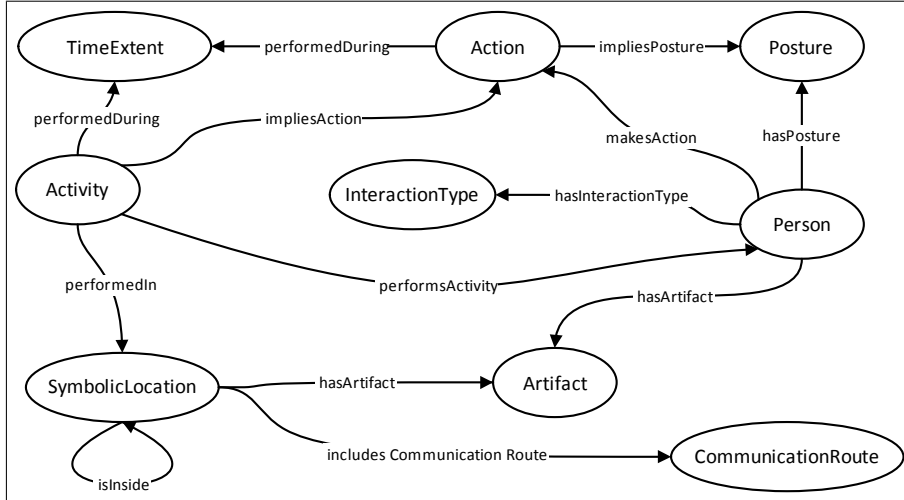 TimeExtent
performedDuring
Action
impliesPosture
Posture
performedDuring
impliesAction
makesAction
hasPosture
Activity
InteractionType
hasInteractionType
Person
performedIn
performsActivity
hasArtifact
SymbolicLocation
hasArtifact
Artifact
includes Communication Route
CommunicationRoute
isInside